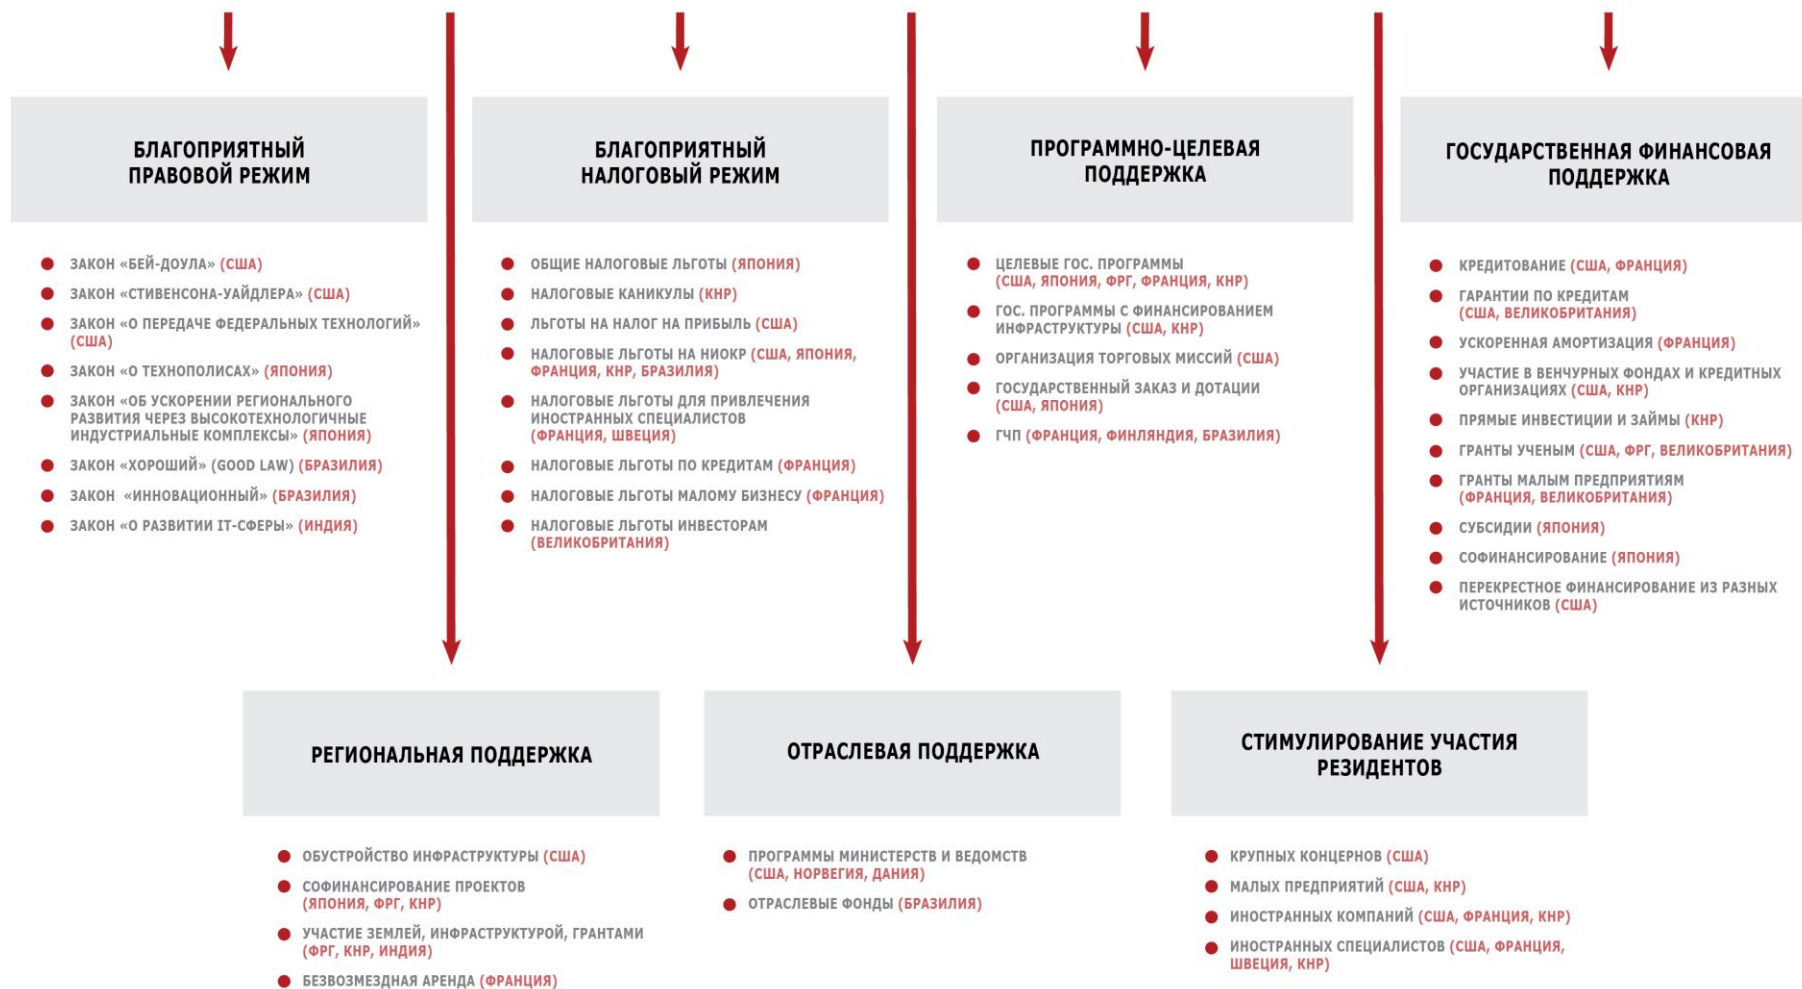 БЛАГОПРИЯТНЫЙ
ПРАВОВОЙ РЕЖИМ
ЗАКОН «БЕЙ-ДОУЛА» (США)
ЗАКОН «СТИВЕНСОНА-УАЙДЛЕРА» (США)
ЗАКОН «О ПЕРЕДАЧЕ ФЕДЕРАЛЬНЫХ ТЕХНОЛОГИЙ»
(США)
ЗАКОН «О ТЕХНОПОЛИСАХ» (ЯПОНИЯ)
ЗАКОН «ОБ УСКОРЕНИИ РЕГИОНАЛЬНОГО
РАЗВИТИЯ ЧЕРЕЗ ВЫСОКОТЕХНОЛОГИЧНЫЕ
ИНДУСТРИАЛЬНЫЕ КОМПЛЕКСЫ» (ЯПОНИЯ)
ЗАКОН «ХОРОШИЙ» (GOOD LAW) (БРАЗИЛИЯ)
ЗАКОН «ИННОВАЦИОННЫЙ» (БРАЗИЛИЯ)
ЗАКОН «О РАЗВИТИИ IT-СФЕРЫ» (ИНДИЯ)
БЛАГОПРИЯТНЫЙ
НАЛОГОВЫЙ РЕЖИМ
ОБЩИЕ НАЛОГОВЫЕ ЛЬГОТЫ (ЯПОНИЯ)
НАЛОГОВЫЕ КАНИКУЛЫ (КНР)
ЛЬГОТЫ НА НАЛОГ НА ПРИБЫЛЬ (США)
НАЛОГОВЫЕ ЛЬГОТЫ НА НИОКР (США, ЯПОНИЯ,
ФРАНЦИЯ, КНР, БРАЗИЛИЯ)
НАЛОГОВЫЕ ЛЬГОТЫ ДЛЯ ПРИВЛЕЧЕНИЯ
ИНОСТРАННЫХ СПЕЦИАЛИСТОВ
(ФРАНЦИЯ, ШВЕЦИЯ)
НАЛОГОВЫЕ ЛЬГОТЫ ПО КРЕДИТАМ (ФРАНЦИЯ)
НАЛОГОВЫЕ ЛЬГОТЫ МАЛОМУ БИЗНЕСУ (ФРАНЦИЯ)
НАЛОГОВЫЕ ЛЬГОТЫ ИНВЕСТОРАМ
(ВЕЛИКОБРИТАНИЯ)
ПРОГРАММНО-ЦЕЛЕВАЯ
ПОДДЕРЖКА
ЦЕЛЕВЫЕ ГОС. ПРОГРАММЫ
(США, ЯПОНИЯ, ФРГ, ФРАНЦИЯ, КНР)
ГОС. ПРОГРАММЫ С ФИНАНСИРОВАНИЕМ
ИНФРАСТРУКТУРЫ (США, КНР)
ОРГАНИЗАЦИЯ ТОРГОВЫХ МИССИЙ (США)
ГОСУДАРСТВЕННЫЙ ЗАКАЗ И ДОТАЦИИ
(США, ЯПОНИЯ)
ГЧП (ФРАНЦИЯ, ФИНЛЯНДИЯ, БРАЗИЛИЯ)
ГОСУДАРСТВЕННАЯ ФИНАНСОВАЯ
ПОДДЕРЖКА
КРЕДИТОВАНИЕ (США, ФРАНЦИЯ)
ГАРАНТИИ ПО КРЕДИТАМ
(США, ВЕЛИКОБРИТАНИЯ)
УСКОРЕННАЯ АМОРТИЗАЦИЯ (ФРАНЦИЯ)
УЧАСТИЕ В ВЕНЧУРНЫХ ФОНДАХ И КРЕДИТНЫХ
ОРГАНИЗАЦИЯХ (США, КНР)
ПРЯМЫЕ ИНВЕСТИЦИИ И ЗАЙМЫ (КНР)
ГРАНТЫ УЧЕНЫМ (США, ФРГ, ВЕЛИКОБРИТАНИЯ)
ГРАНТЫ МАЛЫМ ПРЕДПРИЯТИЯМ
(ФРАНЦИЯ, ВЕЛИКОБРИТАНИЯ)
СУБСИДИИ (ЯПОНИЯ)
СОФИНАНСИРОВАНИЕ (ЯПОНИЯ)
ПЕРЕКРЕСТНОЕ ФИНАНСИРОВАНИЕ ИЗ РАЗНЫХ
ИСТОЧНИКОВ (США)
РЕГИОНАЛЬНАЯ ПОДДЕРЖКА
ОБУСТРОЙСТВО ИНФРАСТРУКТУРЫ (США)
СОФИНАНСИРОВАНИЕ ПРОЕКТОВ
(ЯПОНИЯ, ФРГ, КНР)
УЧАСТИЕ ЗЕМЛЕЙ, ИНФРАСТРУКТУРОЙ, ГРАНТАМИ
(ФРГ, КНР, ИНДИЯ)
БЕЗВОЗМЕЗДНАЯ АРЕНДА (ФРАНЦИЯ)
ОТРАСЛЕВАЯ ПОДДЕРЖКА
ПРОГРАММЫ МИНИСТЕРСТВ И ВЕДОМСТВ
(США, НОРВЕГИЯ, ДАНИЯ)
ОТРАСЛЕВЫЕ ФОНДЫ (БРАЗИЛИЯ)
СТИМУЛИРОВАНИЕ УЧАСТИЯ
РЕЗИДЕНТОВ
КРУПНЫХ КОНЦЕРНОВ (США)
МАЛЫХ ПРЕДПРИЯТИЙ (США, КНР)
ИНОСТРАННЫХ КОМПАНИЙ (США, ФРАНЦИЯ, КНР)
ИНОСТРАННЫХ СПЕЦИАЛИСТОВ (США, ФРАНЦИЯ,
ШВЕЦИЯ, КНР)